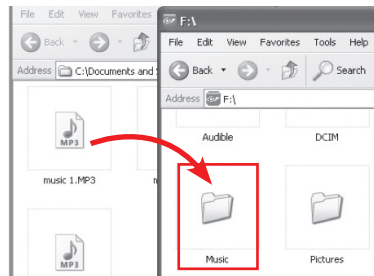 File Edit View Favorites
Back
Address C:\Documents and
MP3
music 1.MP3
MP3
F:\
File Edit View Favorites Tools Help
Back Search
Address F:\
Audible DCIM
Music Pictures